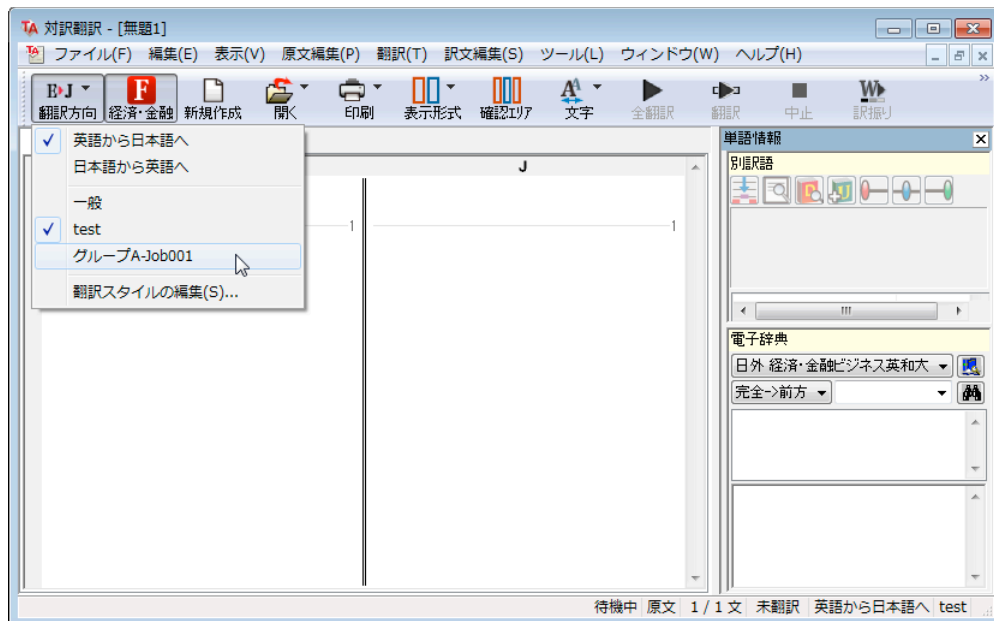 対訳翻訳 - [無題1]
ファイル(F) 編集(E) 表示(V) 原文編集(P) 翻訳(T) 訳文編集(S) ツール(L) ウィンドウ(W) ヘルプ(H)
E J F A W
翻訳方向 経済・金融 新規作成 開く 印刷 表示形式 確認エリア 文字 全翻訳 翻訳 中止 訳振り
英語から日本語へ
日本語から英語へ
一般
test
グループA-Job001
翻訳スタイルの編集(S)...
J
1 1
単語情報
別訳語
電子辞典
日外 経済・金融ビジネス英和大
完全->前方
待機中 原文 1 / 1 文 未翻訳 英語から日本語へ test